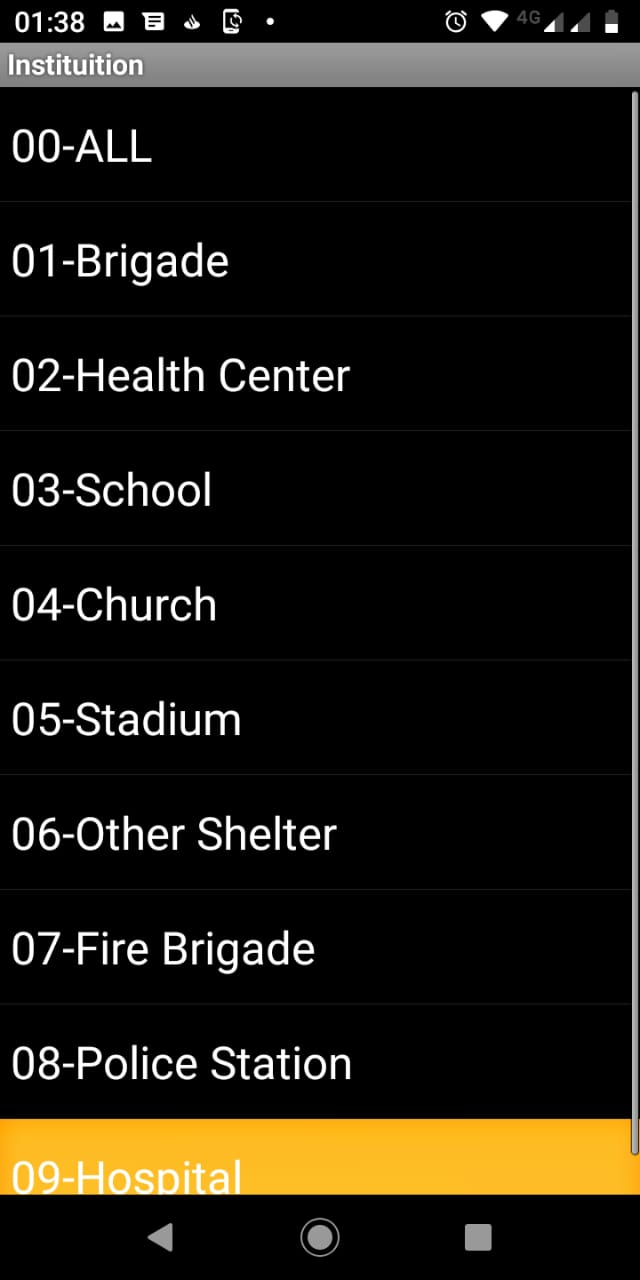 01:38 4G
Instituition
00-ALL
01-Brigade
02-Health Center
03-School
04-Church
05-Stadium
06-Other Shelter
07-Fire Brigade
08-Police Station
09-Hospital